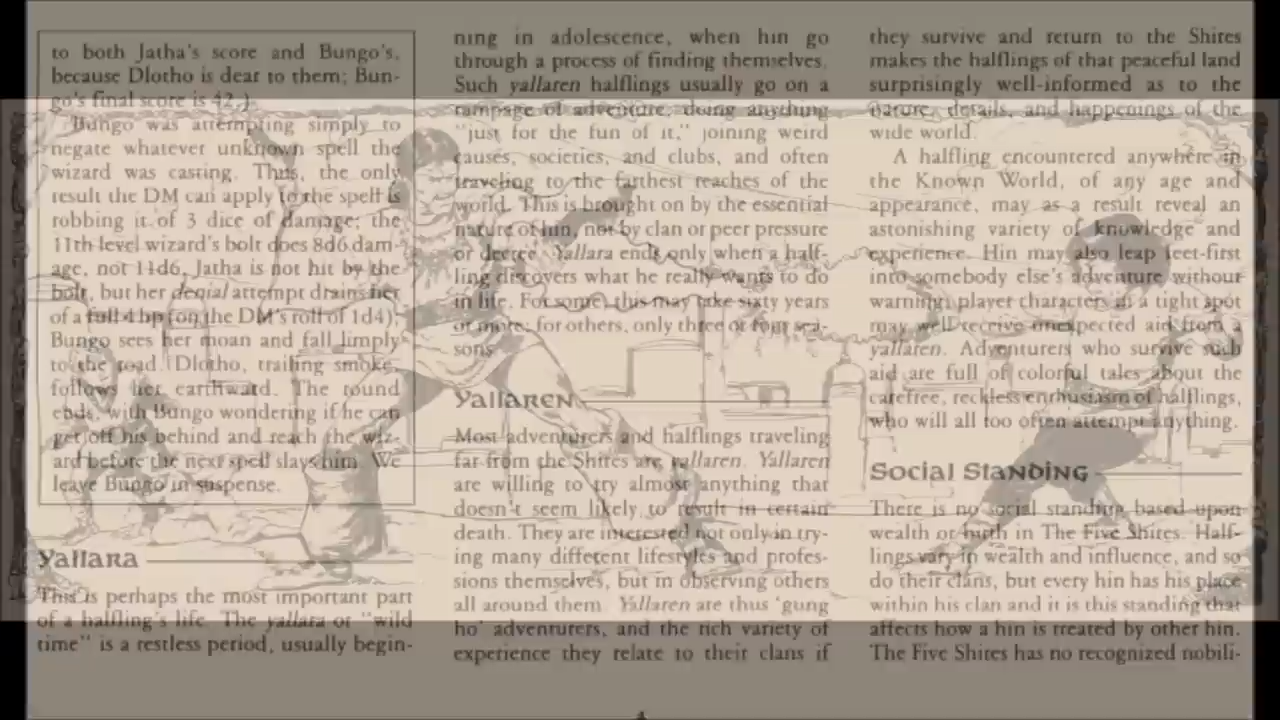 to both Jatha's score and Bungo's,
because Dlotho is dear to them; Bun-
go's final score is 42.)
Bungo was attempting simply to
negate whatever unknown spell the
wizard was casting. Thus, the only
result the DM can apply to the spell is
robbing it of 3 dice of damage; the
11th level wizard's bolt does 8d6 dam-
age, not 11d6. Jatha is not hit by the
bolt, but her denial attempt drains her
of a full 4 hp (on the DM's roll of 1d4);
Bungo sees her moan and fall limply
to the road. Dlotho, trailing smoke,
follows her earthward. The round
ends, with Bungo wondering if he can
get off his behind and reach the wiz-
ard before the next spell slays him. We
leave Bungo in suspense.
Yallara
This is perhaps the most important part
of a halfling's life. The yallara or "wild
time" is a restless period, usually begin-
ning in adolescence, when hin go
through a process of finding themselves.
Such yallaren halflings usually go on a
rampage of adventure, doing anything
"just for the fun of it," joining weird
causes, societies, and clubs, and often
traveling to the farthest reaches of the
world. This is brought on by the essential
nature of hin, not by clan or peer pressure
or decree. Yallara ends only when a half-
ling discovers what he really wants to do
in life. For some, this may take sixty years
or more; for others, only three or four sea-
sons.
Yallaren
Most adventurers and halflings traveling
far from the Shires are yallaren. Yallaren
are willing to try almost anything that
doesn't seem likely to result in certain
death. They are interested not only in try-
ing many different lifestyles and profes-
sions themselves, but in observing others
all around them. Yallaren are thus 'gung
ho' adventurers, and the rich variety of
experience they relate to their clans if
they survive and return to the Shires
makes the halflings of that peaceful land
surprisingly well-informed as to the
nature, details, and happenings of the
wide world.
A halfling encountered anywhere in
the Known World, of any age and
appearance, may as a result reveal an
astonishing variety of knowledge and
experience. Hin may also leap feet-first
into somebody else's adventure without
warning; player characters in a tight spot
may well receive unexpected aid from a
yallaren. Adventurers who survive such
aid are full of colorful tales about the
carefree, reckless enthusiasm of halflings,
who will all too often attempt anything.
Social Standing
There is no social standing based upon
wealth or birth in The Five Shires. Half-
lings vary in wealth and influence, and so
do their clans, but every hin has his place
within his clan and it is this standing that
affects how a hin is treated by other hin.
The Five Shires has no recognized nobili-